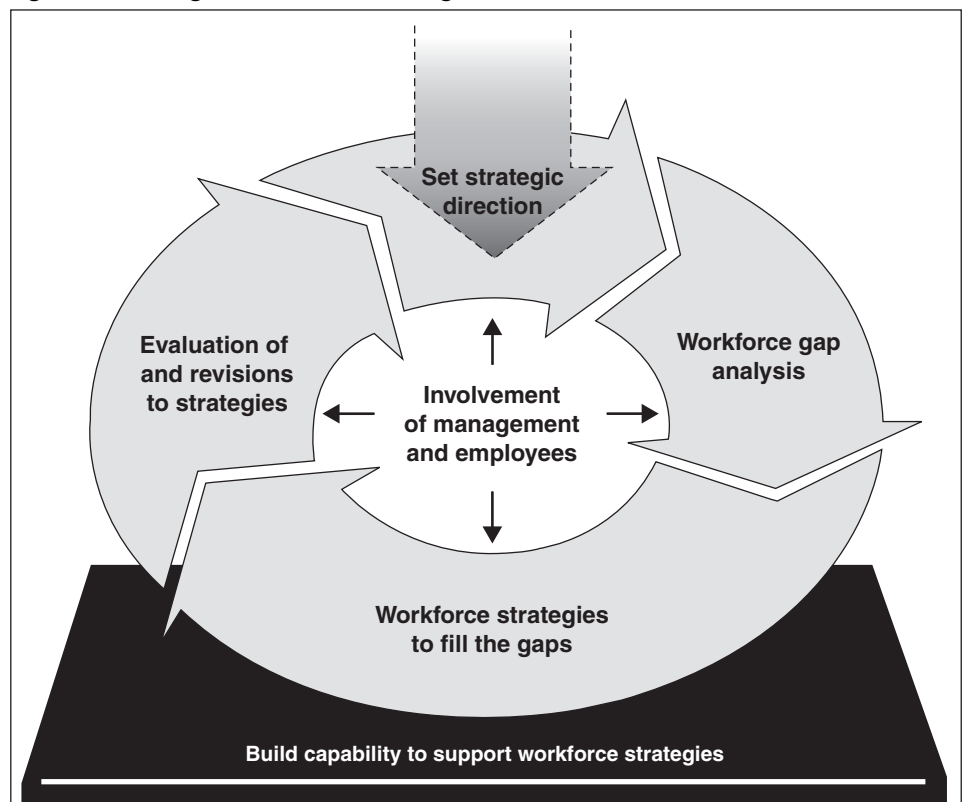 Set strategic
direction
Workforce gap
analysis
Evaluation of
and revisions
to strategies
Involvement
of management
and employees
Workforce strategies
to fill the gaps
Build capability to support workforce strategies